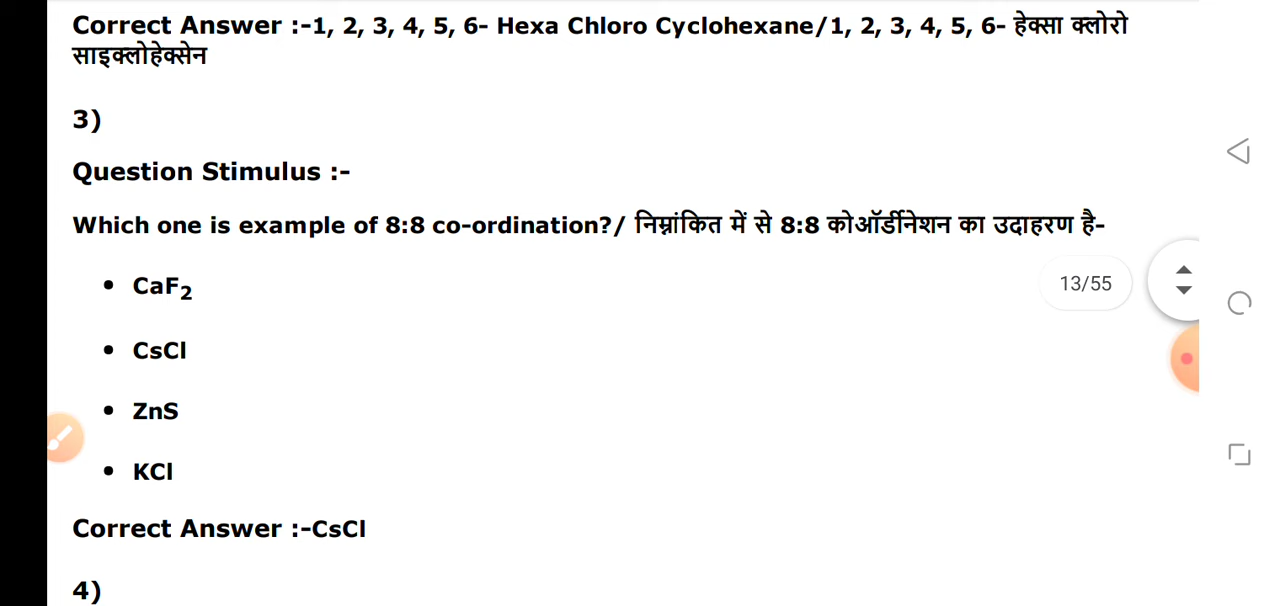 Correct Answer :-1, 2, 3, 4, 5, 6- Hexa Chloro Cyclohexane/1, 2, 3, 4, 5, 6- हेक्सा क्लोरो
साइक्लोहेक्सेन
3)
Question Stimulus :-
Which one is example of 8:8 co-ordination?/ निम्नांकित में से 8:8 कोऑर्डीनेशन का उदाहरण है-
• CaF₂
13/55
• CsCl
• ZnS
• KCl
Correct Answer :-CsCl
4)